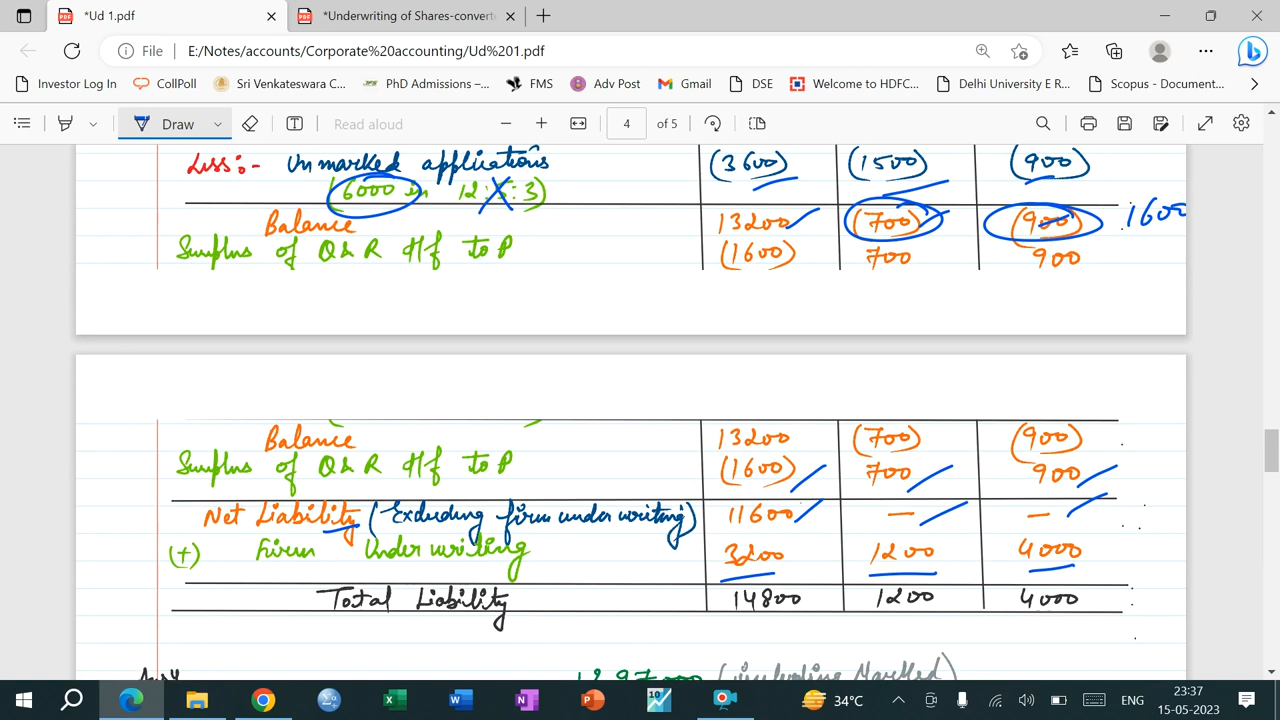 *Ud 1.pdf
*Underwriting of Shares-convert
File E:/Notes/accounts/Corporate%20accounting/Ud%201.pdf
Investor Log In CollPoll Sri Venkateswara C... PhD Admissions –... FMS Adv Post Gmail DSE Welcome to HDFC... Delhi University E R... Scopus - Document...
Draw Read aloud 4 of 5
Less:- Unmarked applications (3600) (1500) (900)
(6000 in 12:5:3)
Balance 13200 (700) (900) 1600
Surplus of Q & R t/f to P (1600) 700 900
Balance 13200 (700) (900)
Surplus of Q & R t/f to P (1600) 700 900
Net Liability (Excluding firm underwriting) 11600 — —
(+) Firm Underwriting 3200 1200 4000
Total Liability 14800 1200 4000
(including Marked)
34°C ENG 23:37
15-05-2023